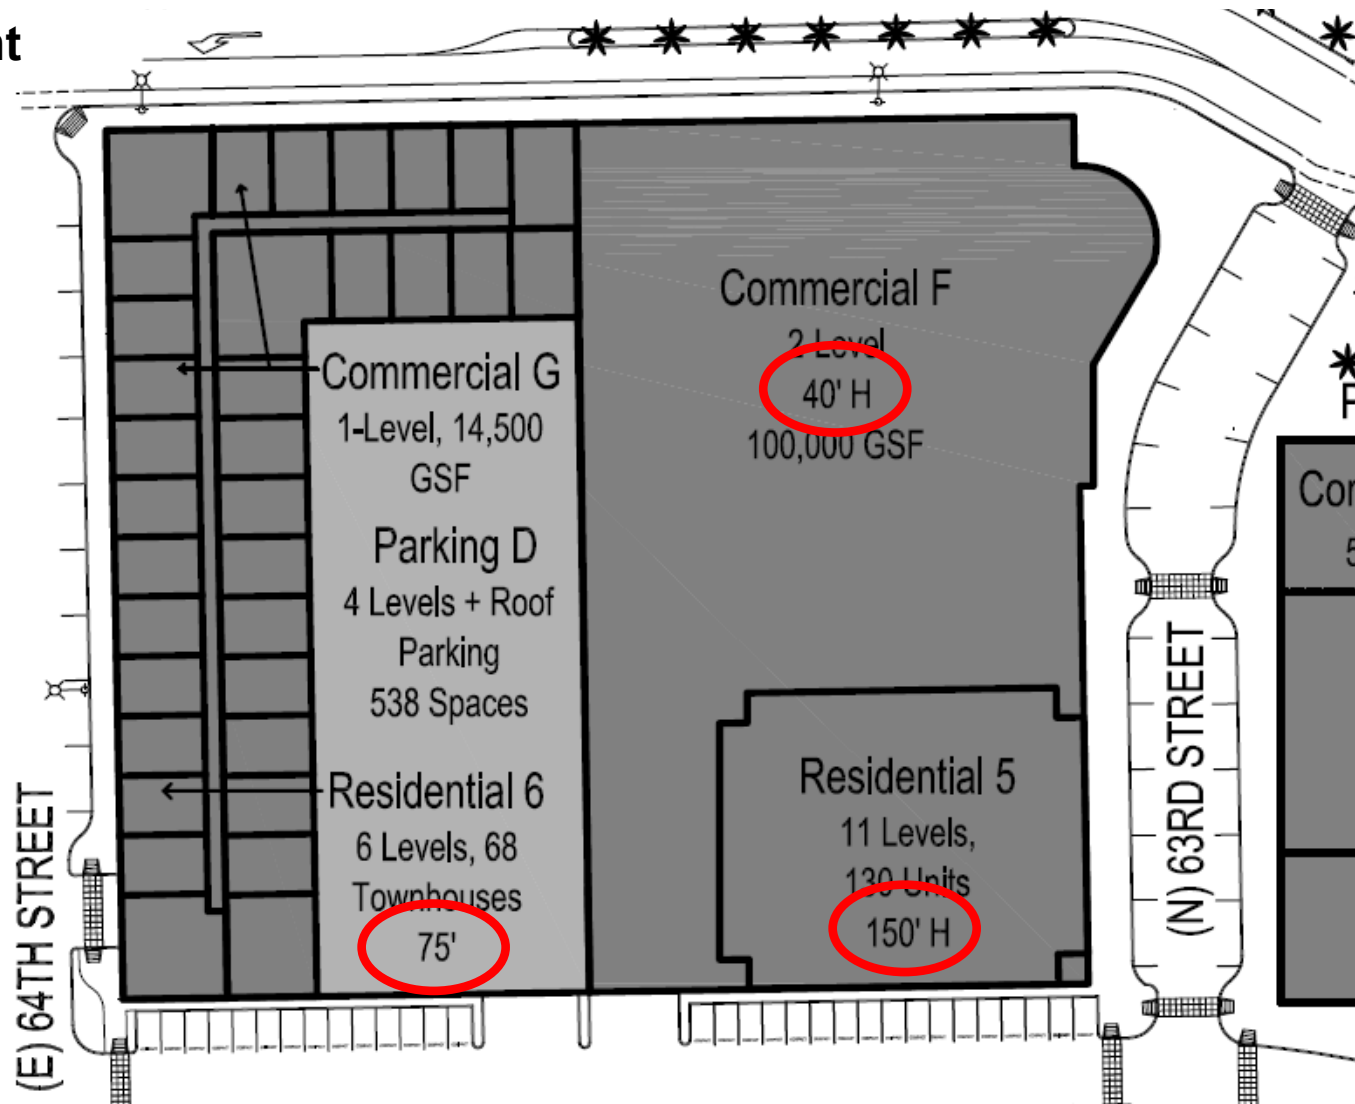 Commercial F
2 Level
40' H
100,000 GSF
Commercial G
1-Level, 14,500
GSF
Parking D
4 Levels + Roof
Parking
538 Spaces
Residential 6
6 Levels, 68
Townhouses
75'
Residential 5
11 Levels,
130 Units
150' H
(E) 64TH STREET
(N) 63RD STREET